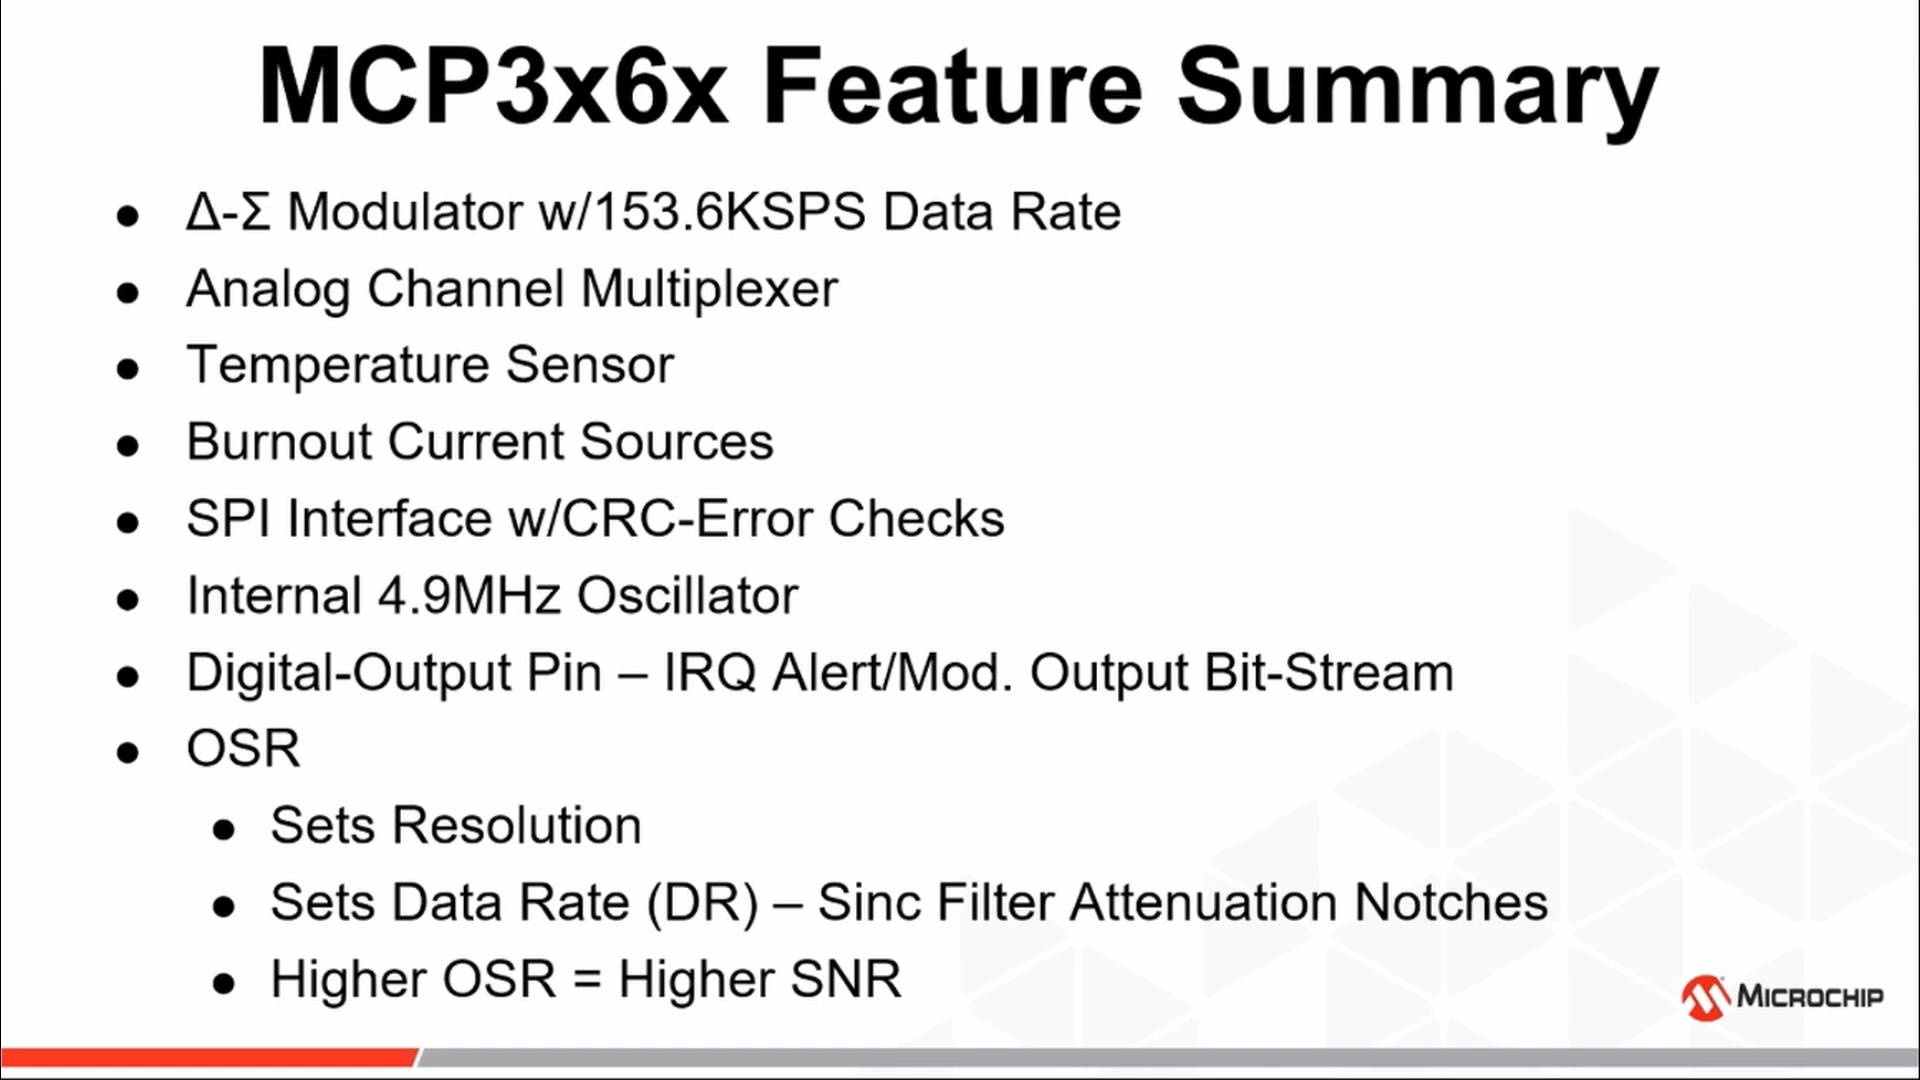 MCP3x6x Feature Summary
● Δ-Σ Modulator w/153.6KSPS Data Rate
● Analog Channel Multiplexer
● Temperature Sensor
● Burnout Current Sources
● SPI Interface w/CRC-Error Checks
● Internal 4.9MHz Oscillator
● Digital-Output Pin – IRQ Alert/Mod. Output Bit-Stream
● OSR
● Sets Resolution
● Sets Data Rate (DR) – Sinc Filter Attenuation Notches
● Higher OSR = Higher SNR
MICROCHIP